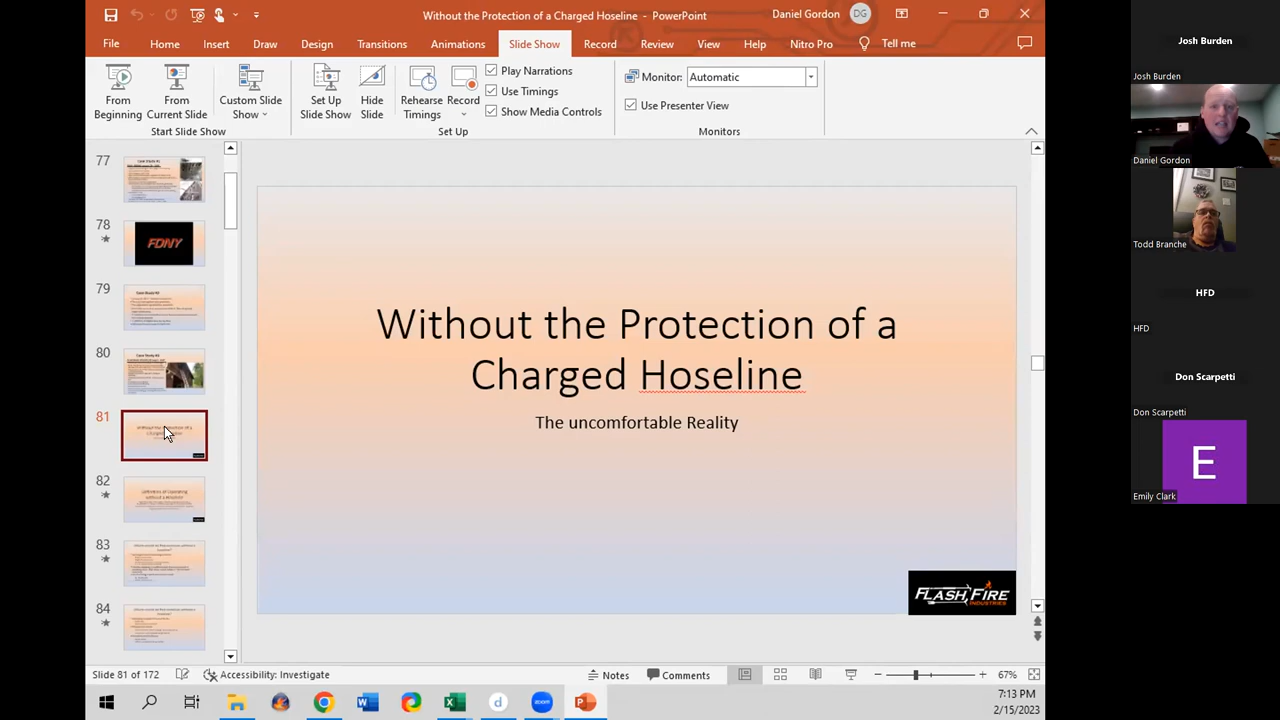 Without the Protection of a Charged Hoseline - PowerPoint
Daniel Gordon
DG
File
Home
Insert
Draw
Design
Transitions
Animations
Slide Show
Record
Review
View
Help
Nitro Pro
Tell me
From Beginning
From Current Slide
Custom Slide Show
Start Slide Show
Set Up Slide Show
Hide Slide
Rehearse Timings
Record
Play Narrations
Use Timings
Show Media Controls
Set Up
Monitor:
Automatic
Use Presenter View
Monitors
77
78
FDNY
79
80
81
82
83
84
Without the Protection of a
Charged Hoseline
The uncomfortable Reality
FLASH FIRE
INDUSTRIES
Slide 81 of 172
Accessibility: Investigate
Notes
Comments
67%
7:13 PM
2/15/2023
Josh Burden
Josh Burden
Daniel Gordon
Todd Branche
HFD
HFD
Don Scarpetti
Don Scarpetti
E
Emily Clark